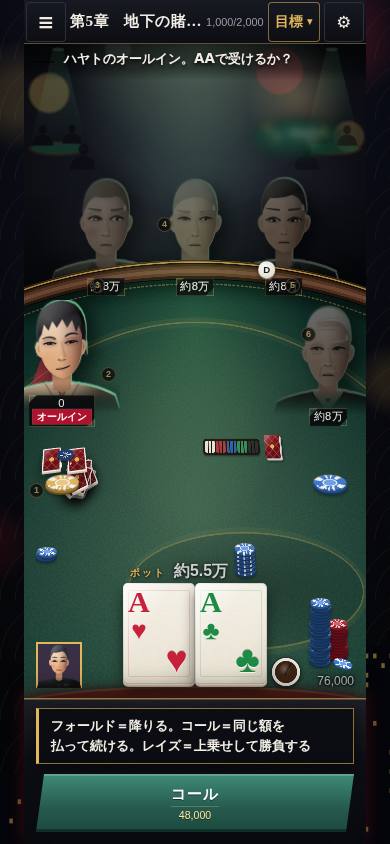 第5章 地下の賭… 1,000/2,000 目標▼
ハヤトのオールイン。AAで受けるか？
4
D
3 約8万 約8万 約8 5
6
2
0
オールイン
約8万
1
ポット 約5.5万
A A
76,000
フォールド＝降りる。コール＝同じ額を
払って続ける。レイズ＝上乗せして勝負する
コール
48,000